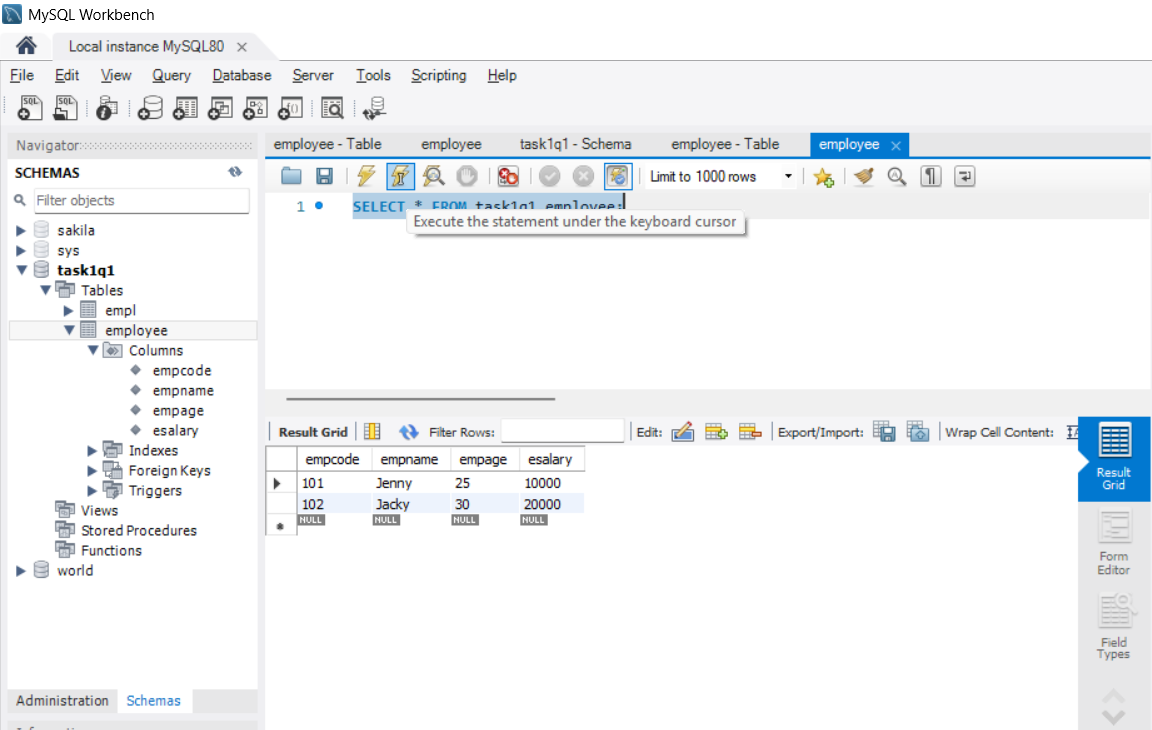 MySQL Workbench
Local instance MySQL80
File Edit View Query Database Server Tools Scripting Help
Navigator
SCHEMAS
Filter objects
sakila
sys
task1q1
Tables
empl
employee
Columns
empcode
empname
empage
esalary
Indexes
Foreign Keys
Triggers
Views
Stored Procedures
Functions
world
Administration Schemas
employee - Table employee task1q1 - Schema employee - Table employee
Limit to 1000 rows
1 SELECT * FROM task1q1.employee;
Execute the statement under the keyboard cursor
Result Grid Filter Rows: Edit: Export/Import: Wrap Cell Content:
empcode empname empage esalary
101 Jenny 25 10000
102 Jacky 30 20000
NULL NULL NULL NULL
Result
Grid
Form
Editor
Field
Types